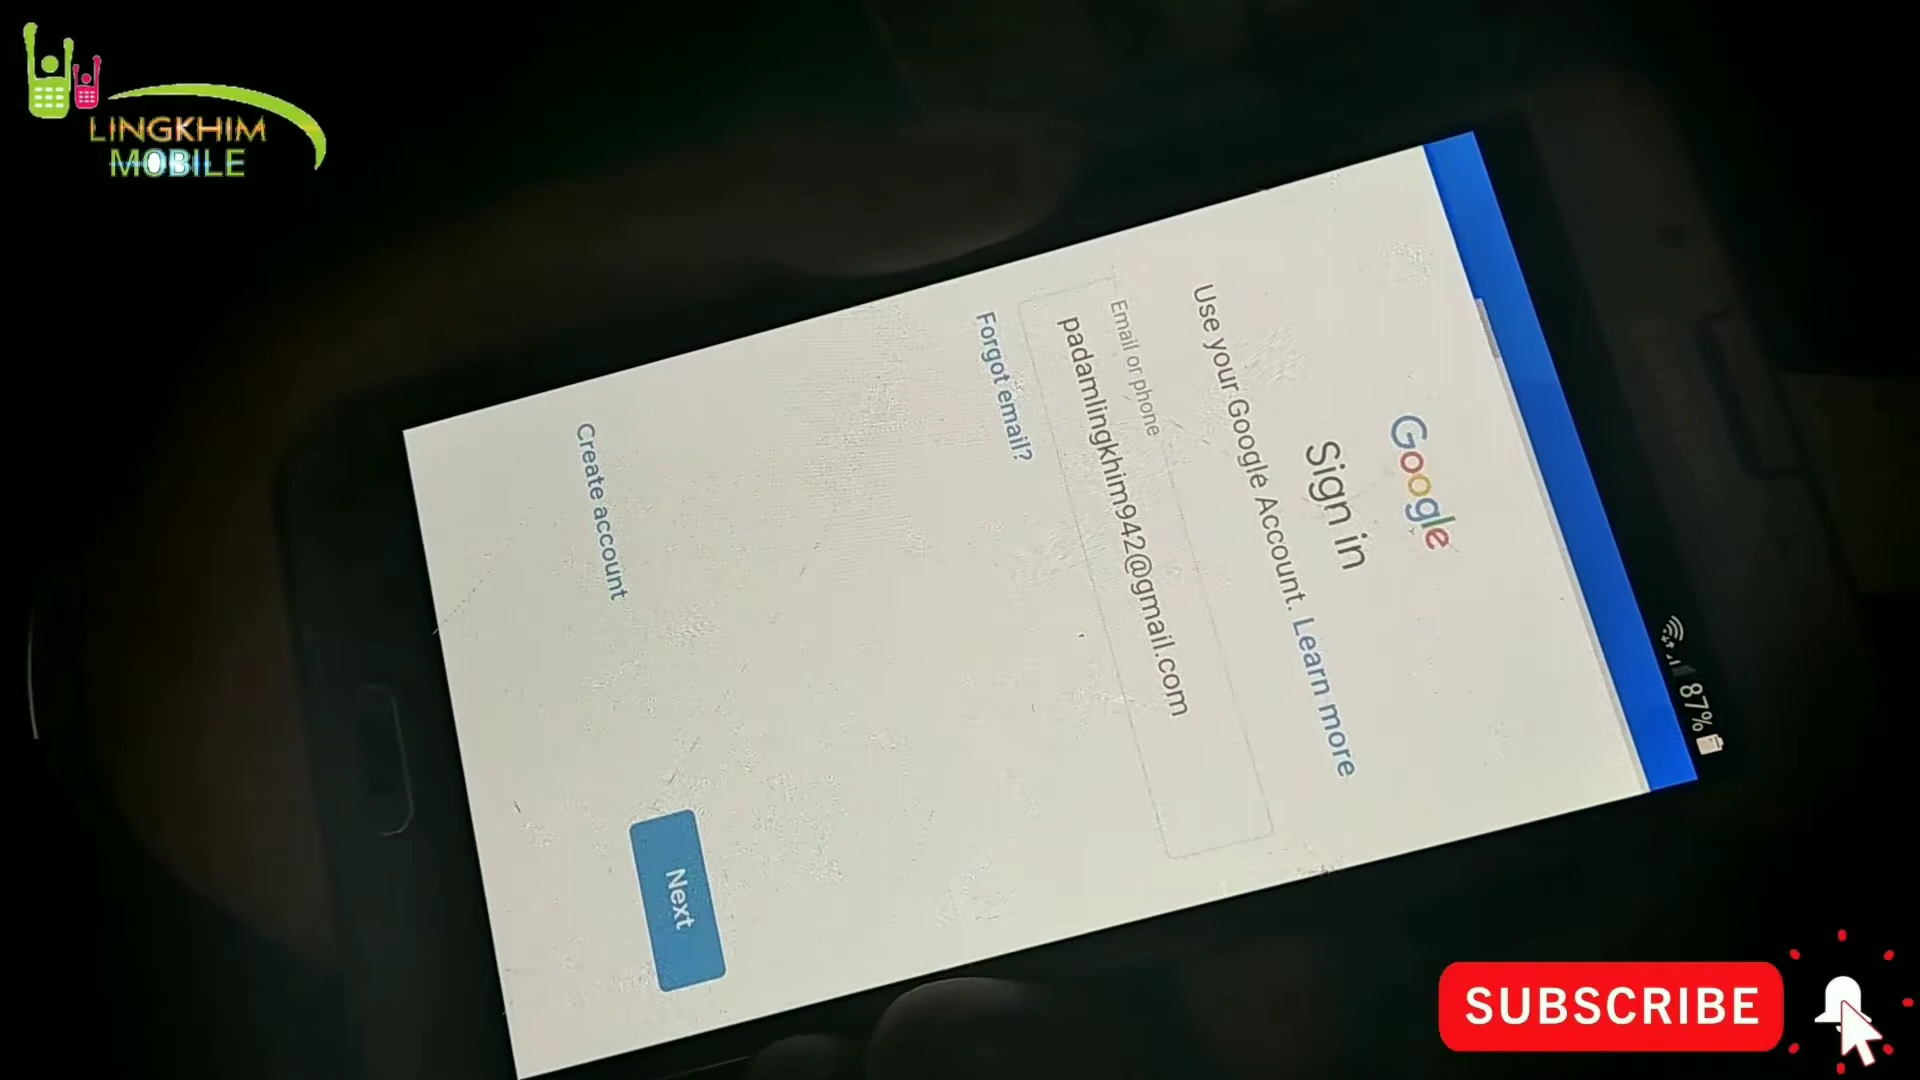 LINGKHIM
MOBILE
87%
Google
Sign in
Use your Google Account. Learn more
Email or phone
padamlingkhim942@gmail.com
Forgot email?
Create account
Next
SUBSCRIBE